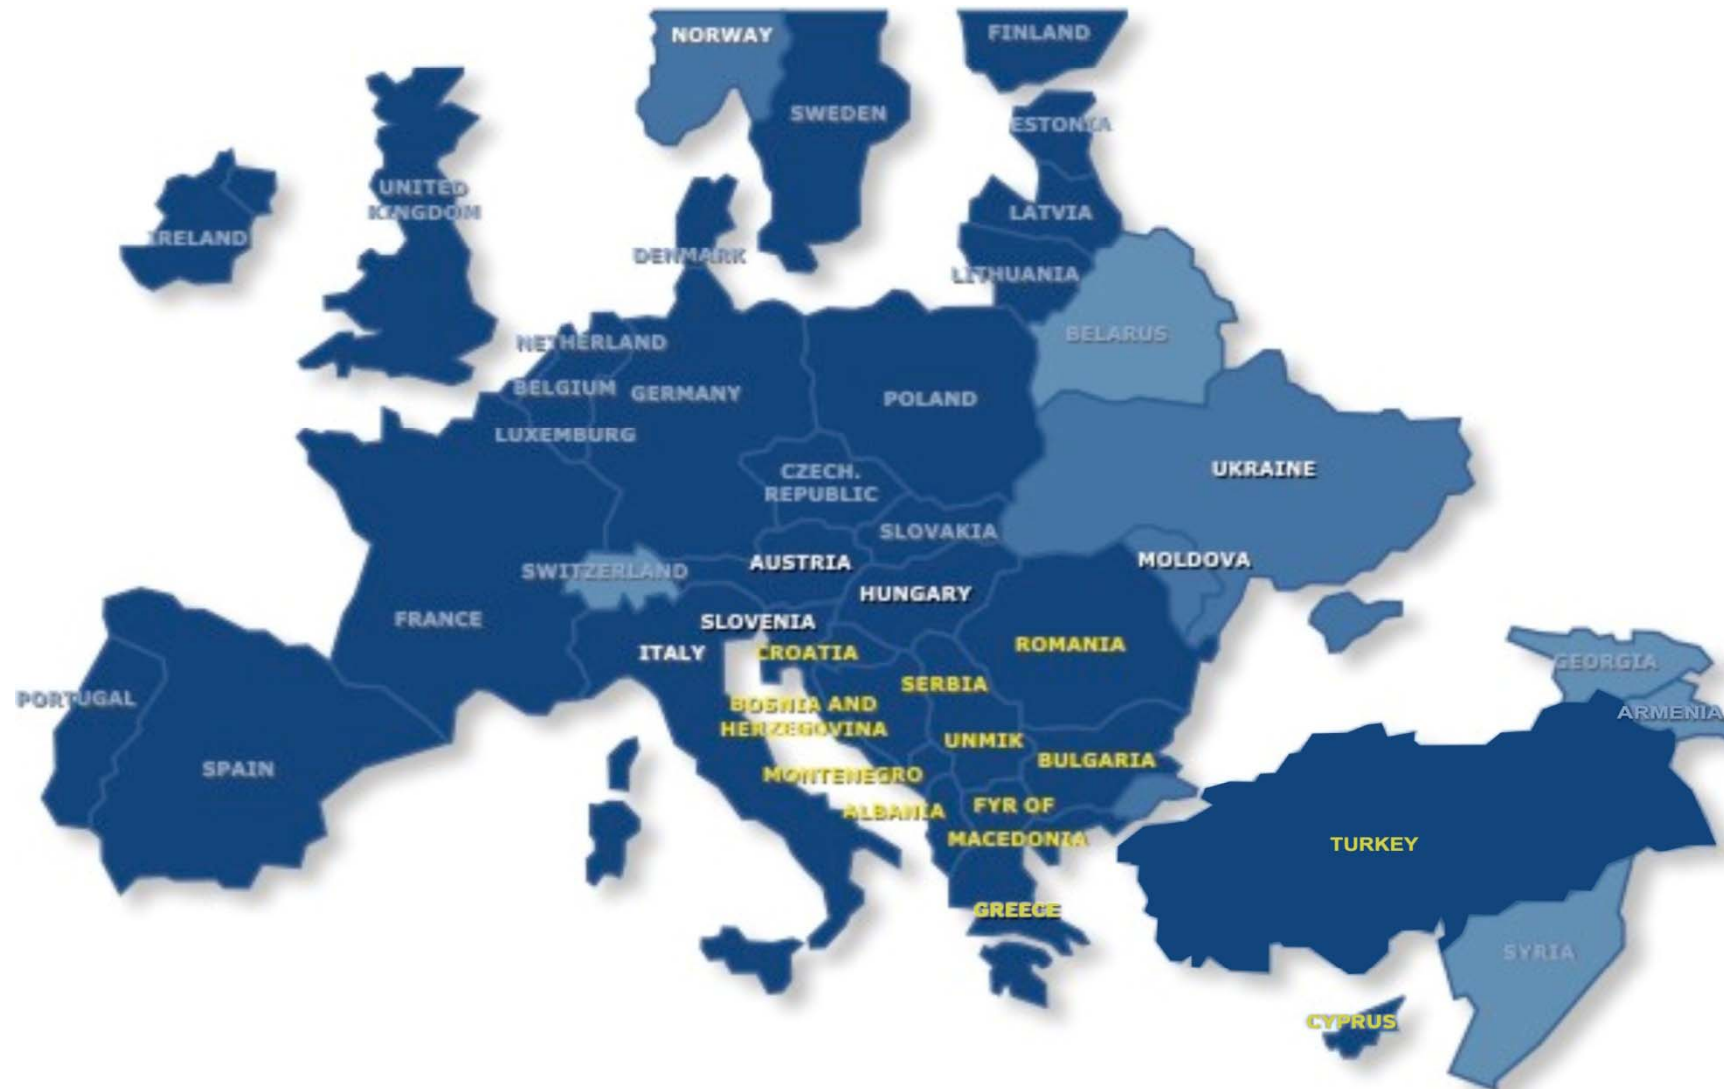 NORWAY
FINLAND
SWEDEN
ESTONIA
UNITED
KINGDOM
LATVIA
IRELAND
DENMARK
LITHUANIA
BELARUS
NETHERLAND
BELGIUM
GERMANY
POLAND
LUXEMBURG
CZECH.
REPUBLIC
UKRAINE
SLOVAKIA
AUSTRIA
MOLDOVA
SWITZERLAND
HUNGARY
FRANCE
SLOVENIA
ROMANIA
ITALY
CROATIA
GEORGIA
SERBIA
PORTUGAL
BOSNIA AND
HERZEGOVINA
ARMENIA
UNMIK
BULGARIA
SPAIN
MONTENEGRO
ALBANIA
FYR OF
MACEDONIA
TURKEY
GREECE
SYRIA
CYPRUS